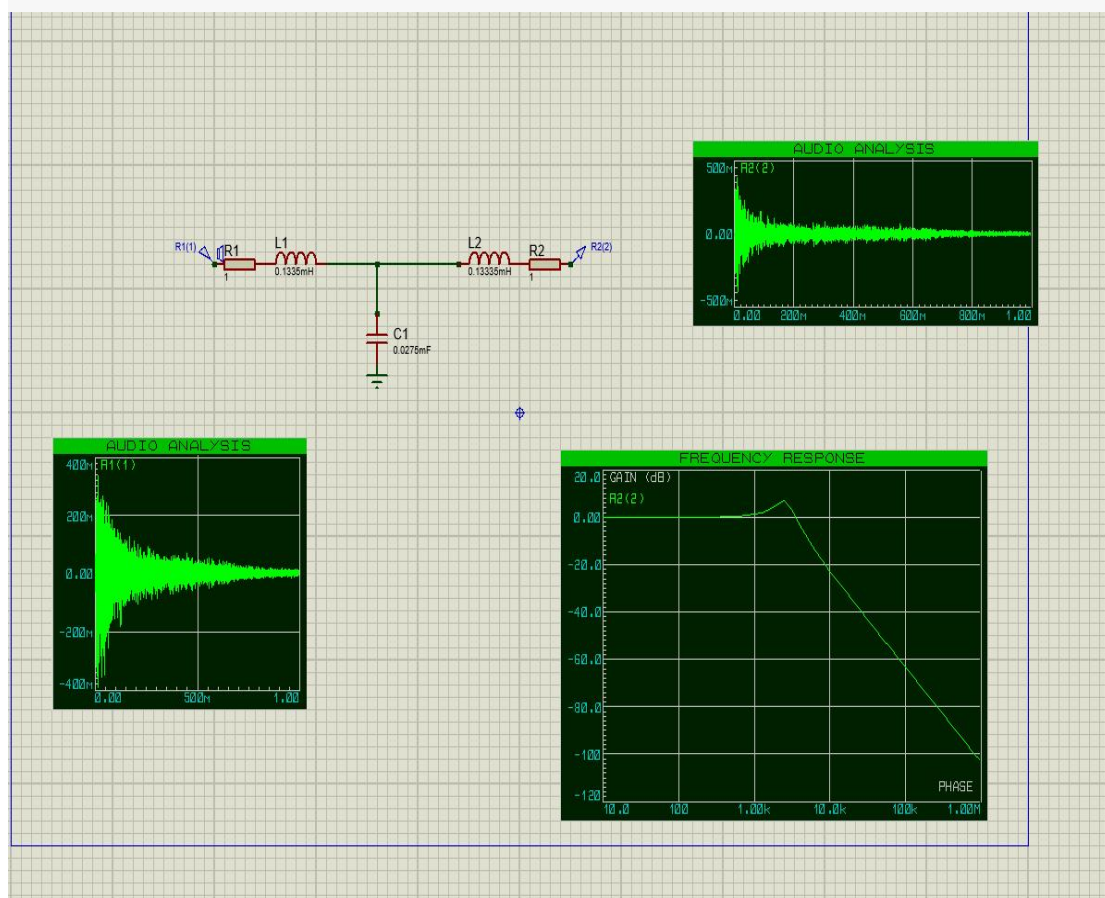 AUDIO ANALYSIS
500m
R2(2)
0.00
-500m
0.00 200m 400m 600m 800m 1.00
R1(1)
R1
1
L1
0.1335mH
L2
0.13335mH
R2
1
R2(2)
C1
0.0275mF
AUDIO ANALYSIS
400m
R1(1)
200m
0.00
-200m
-400m
0.00 500m 1.00
FREQUENCY RESPONSE
20.0
GAIN (dB)
R2(2)
0.00
-20.0
-40.0
-60.0
-80.0
-100
-120
PHASE
10.0 100 1.00k 10.0k 100k 1.00M